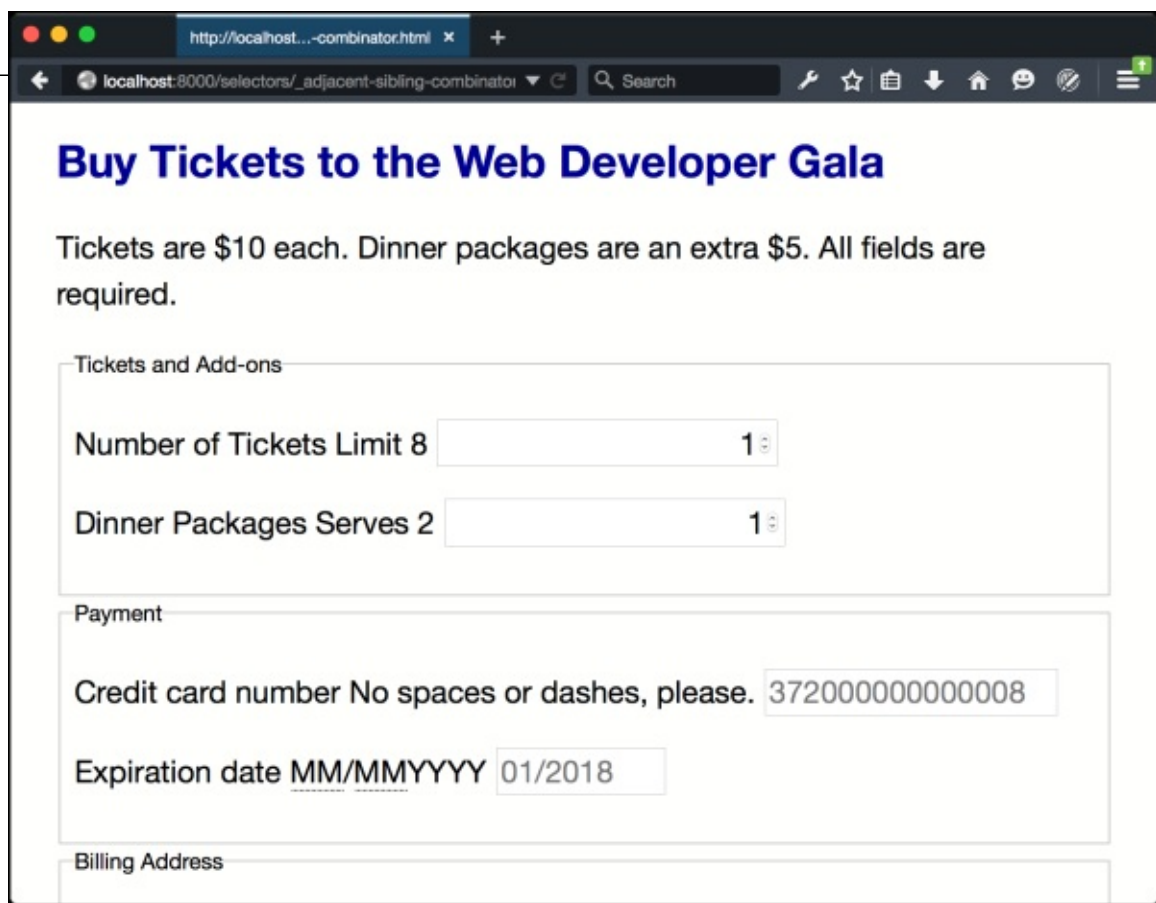 http://localhost...-combinator.html × +
localhost:8000/selectors/_adjacent-sibling-combinator Search
Buy Tickets to the Web Developer Gala
Tickets are $10 each. Dinner packages are an extra $5. All fields are
required.
Tickets and Add-ons
Number of Tickets Limit 8 1
Dinner Packages Serves 2 1
Payment
Credit card number No spaces or dashes, please. 372000000000008
Expiration date MM/MMYYYY 01/2018
Billing Address